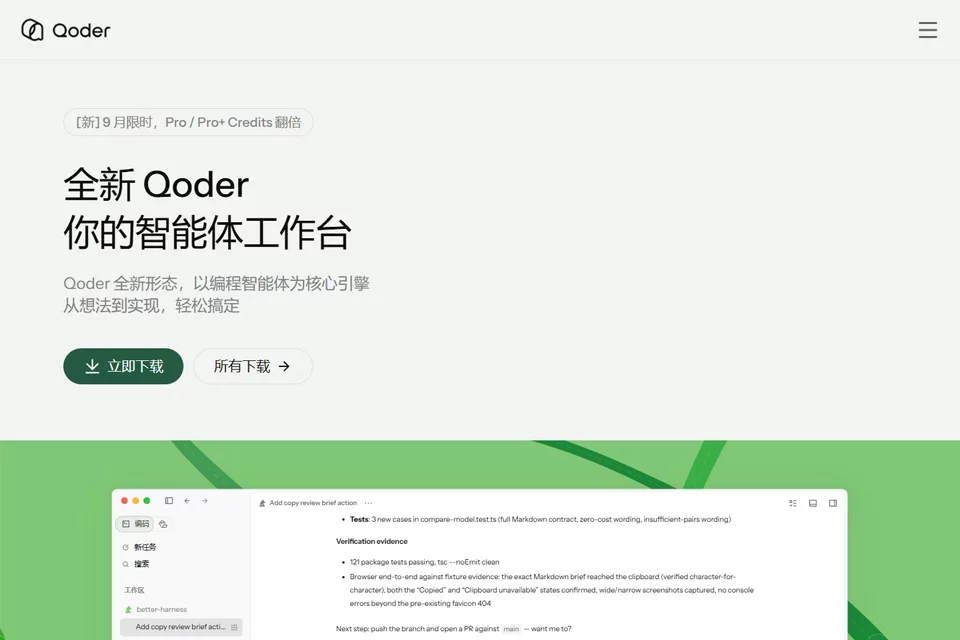 Qoder
[新] 9 月限时，Pro / Pro+ Credits 翻倍
全新 Qoder
你的智能体工作台
Qoder 全新形态，以编程智能体为核心引擎
从想法到实现，轻松搞定
立即下载
所有下载 →
Add copy review brief action ···
编码
新任务
搜索
工作区
better-harness
Add copy review brief acti...
• Tests: 3 new cases in compare-model.test.ts (full Markdown contract, zero-cost wording, insufficient-pairs wording)
Verification evidence
• 121 package tests passing, tsc --noEmit clean
• Browser end-to-end against fixture evidence: the exact Markdown brief reached the clipboard (verified character-for-
character), both the “Copied” and “Clipboard unavailable” states confirmed, wide/narrow screenshots captured, no console
errors beyond the pre-existing favicon 404
Next step: push the branch and open a PR against main — want me to?